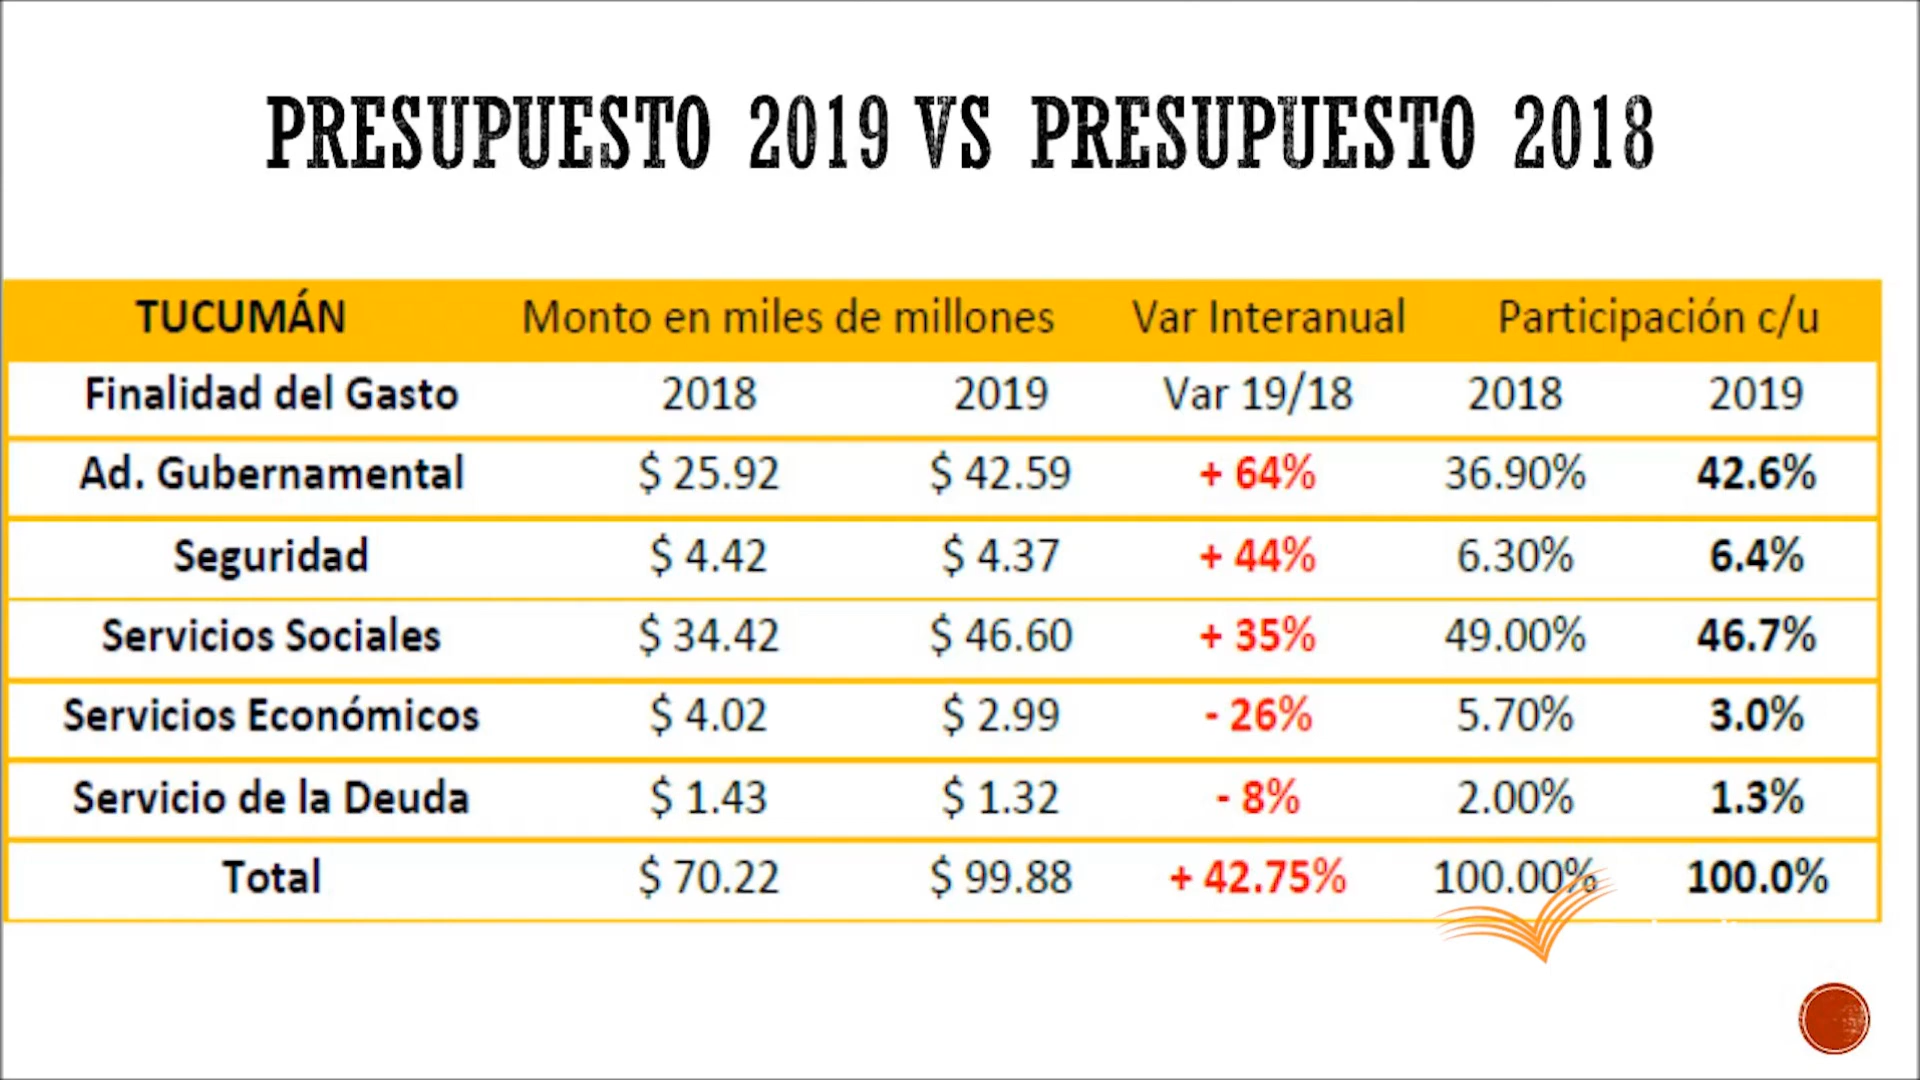 PRESUPUESTO 2019 VS PRESUPUESTO 2018
TUCUMÁN Monto en miles de millones Var Interanual Participación c/u
Finalidad del Gasto 2018 2019 Var 19/18 2018 2019
Ad. Gubernamental $ 25.92 $ 42.59 + 64% 36.90% 42.6%
Seguridad $ 4.42 $ 4.37 + 44% 6.30% 6.4%
Servicios Sociales $ 34.42 $ 46.60 + 35% 49.00% 46.7%
Servicios Económicos $ 4.02 $ 2.99 - 26% 5.70% 3.0%
Servicio de la Deuda $ 1.43 $ 1.32 - 8% 2.00% 1.3%
Total $ 70.22 $ 99.88 + 42.75% 100.00% 100.0%